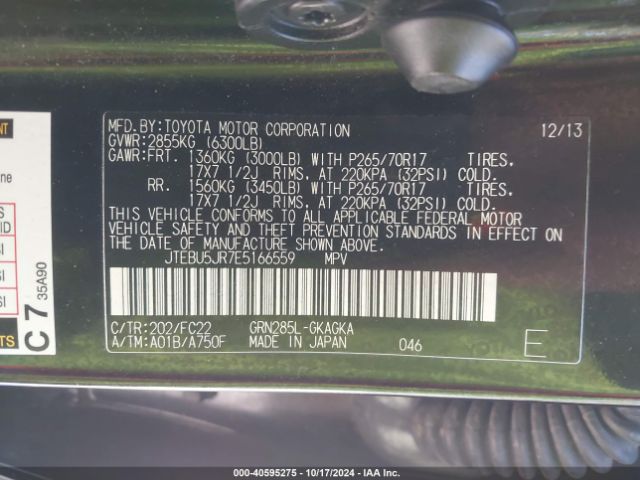 MFD. BY: TOYOTA MOTOR CORPORATION 12/13
GVWR: 2855KG (6300LB)
GAWR: FRT. 1360KG (3000LB) WITH P265/70R17 TIRES,
17X7 1/2J RIMS, AT 220KPA (32PSI) COLD.
RR. 1560KG (3450LB) WITH P265/70R17 TIRES,
17X7 1/2J RIMS, AT 220KPA (32PSI) COLD.
THIS VEHICLE CONFORMS TO ALL APPLICABLE FEDERAL MOTOR
VEHICLE SAFETY AND THEFT PREVENTION STANDARDS IN EFFECT ON
THE DATE OF MANUFACTURE SHOWN ABOVE.
JTEBU5JR7E5166559 MPV
C/TR: 202/FC22 GRN285L-GKAGKA
A/TM: A01B/A750F MADE IN JAPAN 046 E
C 7 35A90
000-40595275 - 10/17/2024 - IAA Inc.